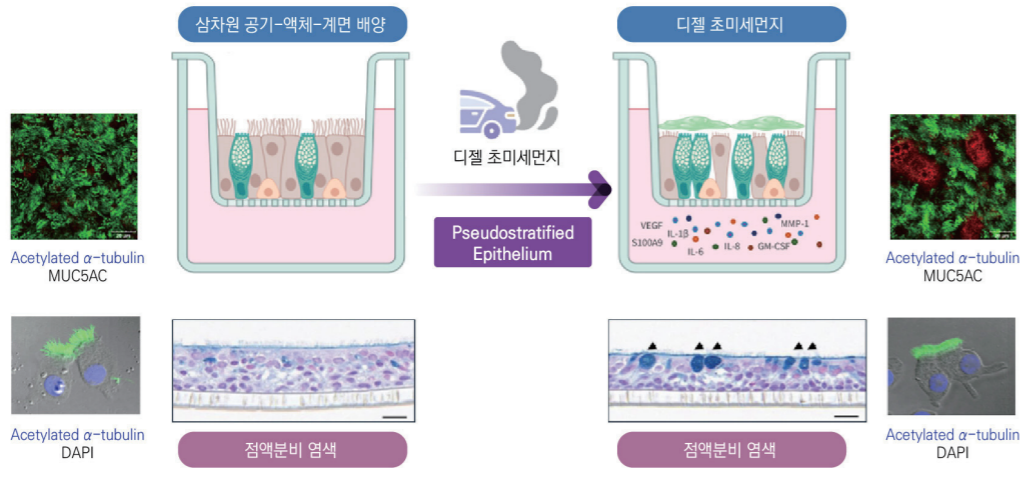 삼차원 공기-액체-계면 배양
디젤 초미세먼지
디젤 초미세먼지
Pseudostratified
Epithelium
VEGF
IL-1β
MMP-1
S100A9
IL-6
IL-8
GM-CSF
Acetylated α-tubulin
MUC5AC
Acetylated α-tubulin
MUC5AC
Acetylated α-tubulin
DAPI
점액분비 염색
점액분비 염색
Acetylated α-tubulin
DAPI